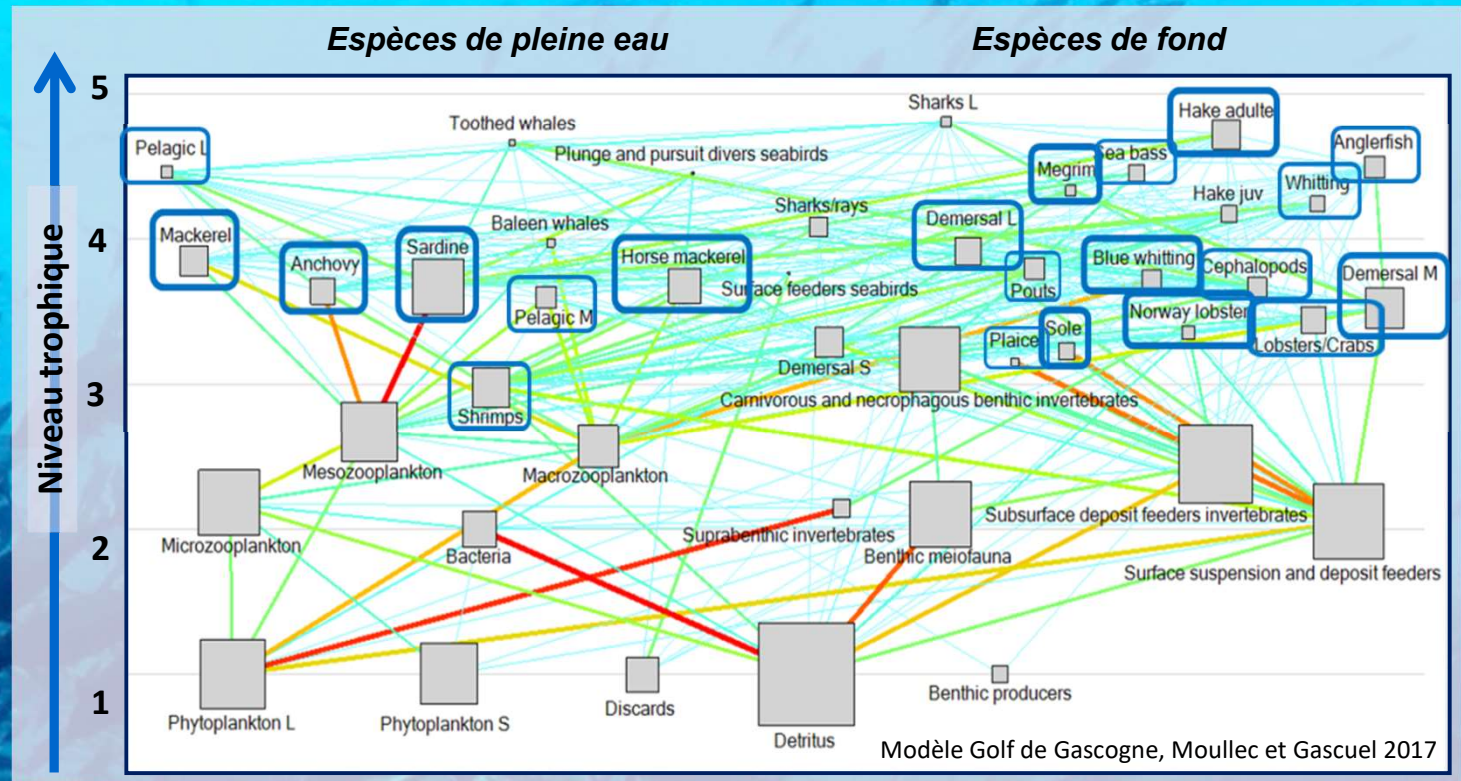 Espèces de pleine eau
Espèces de fond
Niveau trophique
5
4
3
2
1
Sharks L
Hake adulte
Toothed whales
Pelagic L
Plunge and pursuit divers seabirds
Megrim
Sea bass
Anglerfish
Hake juv
Whitting
Sharks/rays
Mackerel
Baleen whales
Demersal L
Anchovy
Sardine
Horse mackerel
Blue whitting
Cephalopods
Demersal M
Surface feeders seabirds
Pouts
Pelagic M
Norway lobster
Plaice
Sole
Lobsters/Crabs
Demersal S
Shrimps
Carnivorous and necrophagous benthic invertebrates
Mesozooplankton
Macrozooplankton
Microzooplankton
Bacteria
Suprabenthic invertebrates
Benthic meiofauna
Subsurface deposit feeders invertebrates
Surface suspension and deposit feeders
Phytoplankton L
Phytoplankton S
Discards
Detritus
Benthic producers
Modèle Golf de Gascogne, Moullec et Gascuel 2017